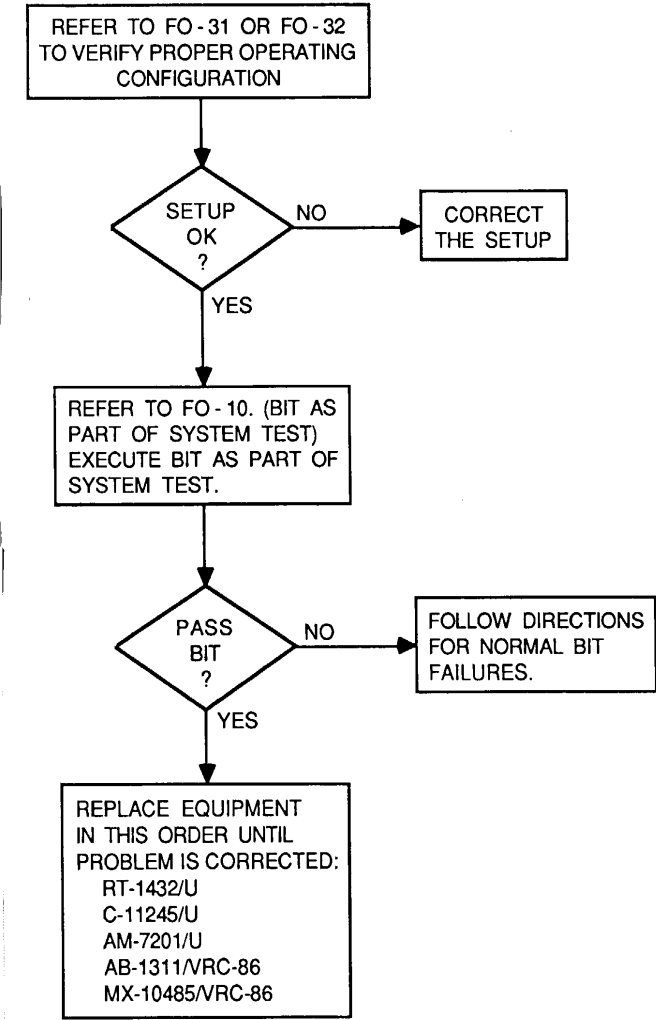 REFER TO FO-31 OR FO-32
TO VERIFY PROPER OPERATING
CONFIGURATION
SETUP
OK
?
NO
CORRECT
THE SETUP
YES
REFER TO FO-10. (BIT AS
PART OF SYSTEM TEST)
EXECUTE BIT AS PART OF
SYSTEM TEST.
PASS
BIT
?
NO
FOLLOW DIRECTIONS
FOR NORMAL BIT
FAILURES.
YES
REPLACE EQUIPMENT
IN THIS ORDER UNTIL
PROBLEM IS CORRECTED:
RT-1432/U
C-11245/U
AM-7201/U
AB-1311/VRC-86
MX-10485/VRC-86